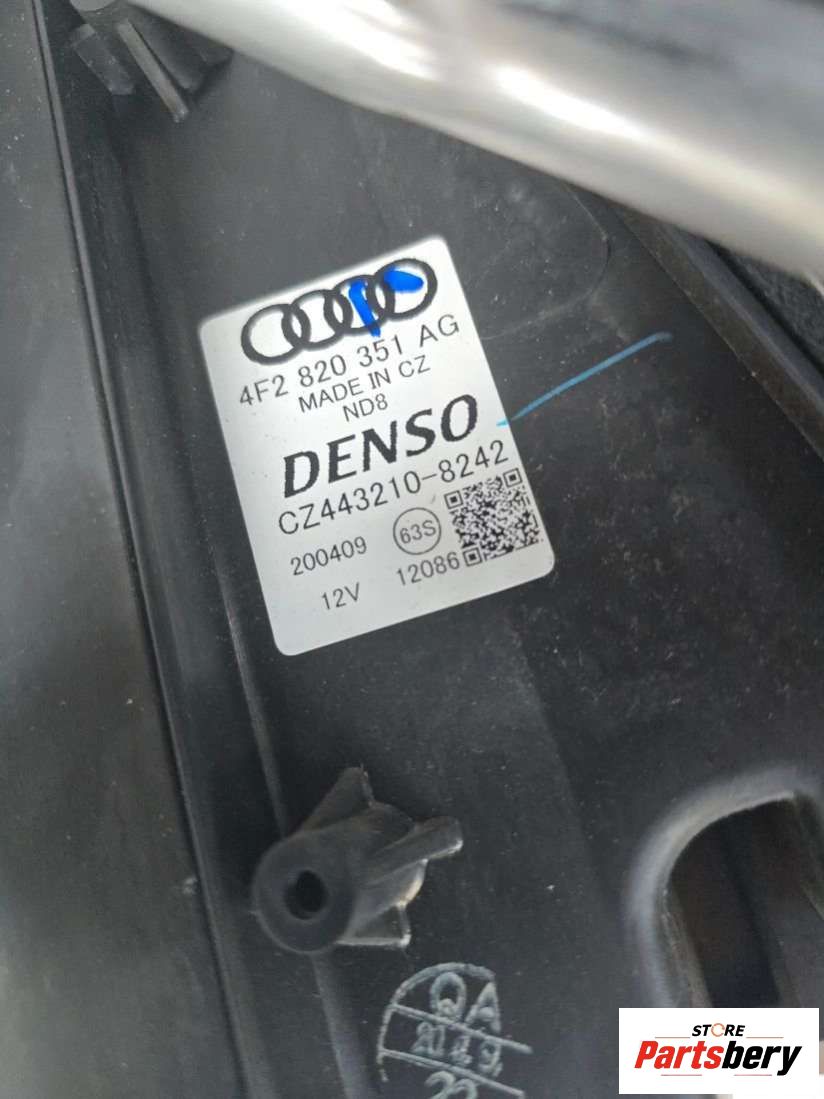 4F2 820 351 AG
MADE IN CZ
ND8
DENSO
CZ443210-8242
200409 63S
12V 12086
QA
STORE
Partsbery